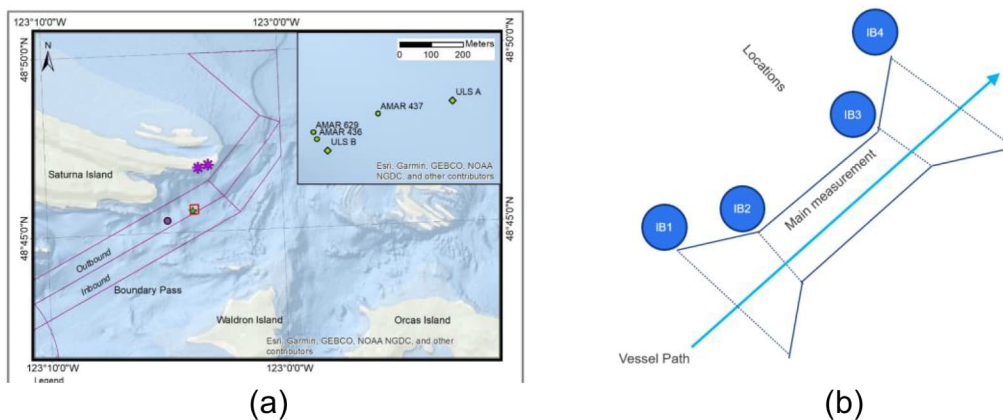 123°10'0"W
123°0'0"W
N
48°50'0"N
48°50'0"N
Meters
0 100 200
ULS A
AMAR 437
AMAR 629
AMAR 436
ULS B
Esri, Garmin, GEBCO, NOAA
NGDC, and other contributors
Saturna Island
48°45'0"N
48°45'0"N
Outbound
Inbound
Boundary Pass
Waldron Island
Orcas Island
Esri, Garmin, GEBCO, NOAA NGDC, and other
contributors
123°10'0"W
123°0'0"W
Legend
(a)
IB4
Locations
IB3
Main measurement
IB2
IB1
Vessel Path
(b)